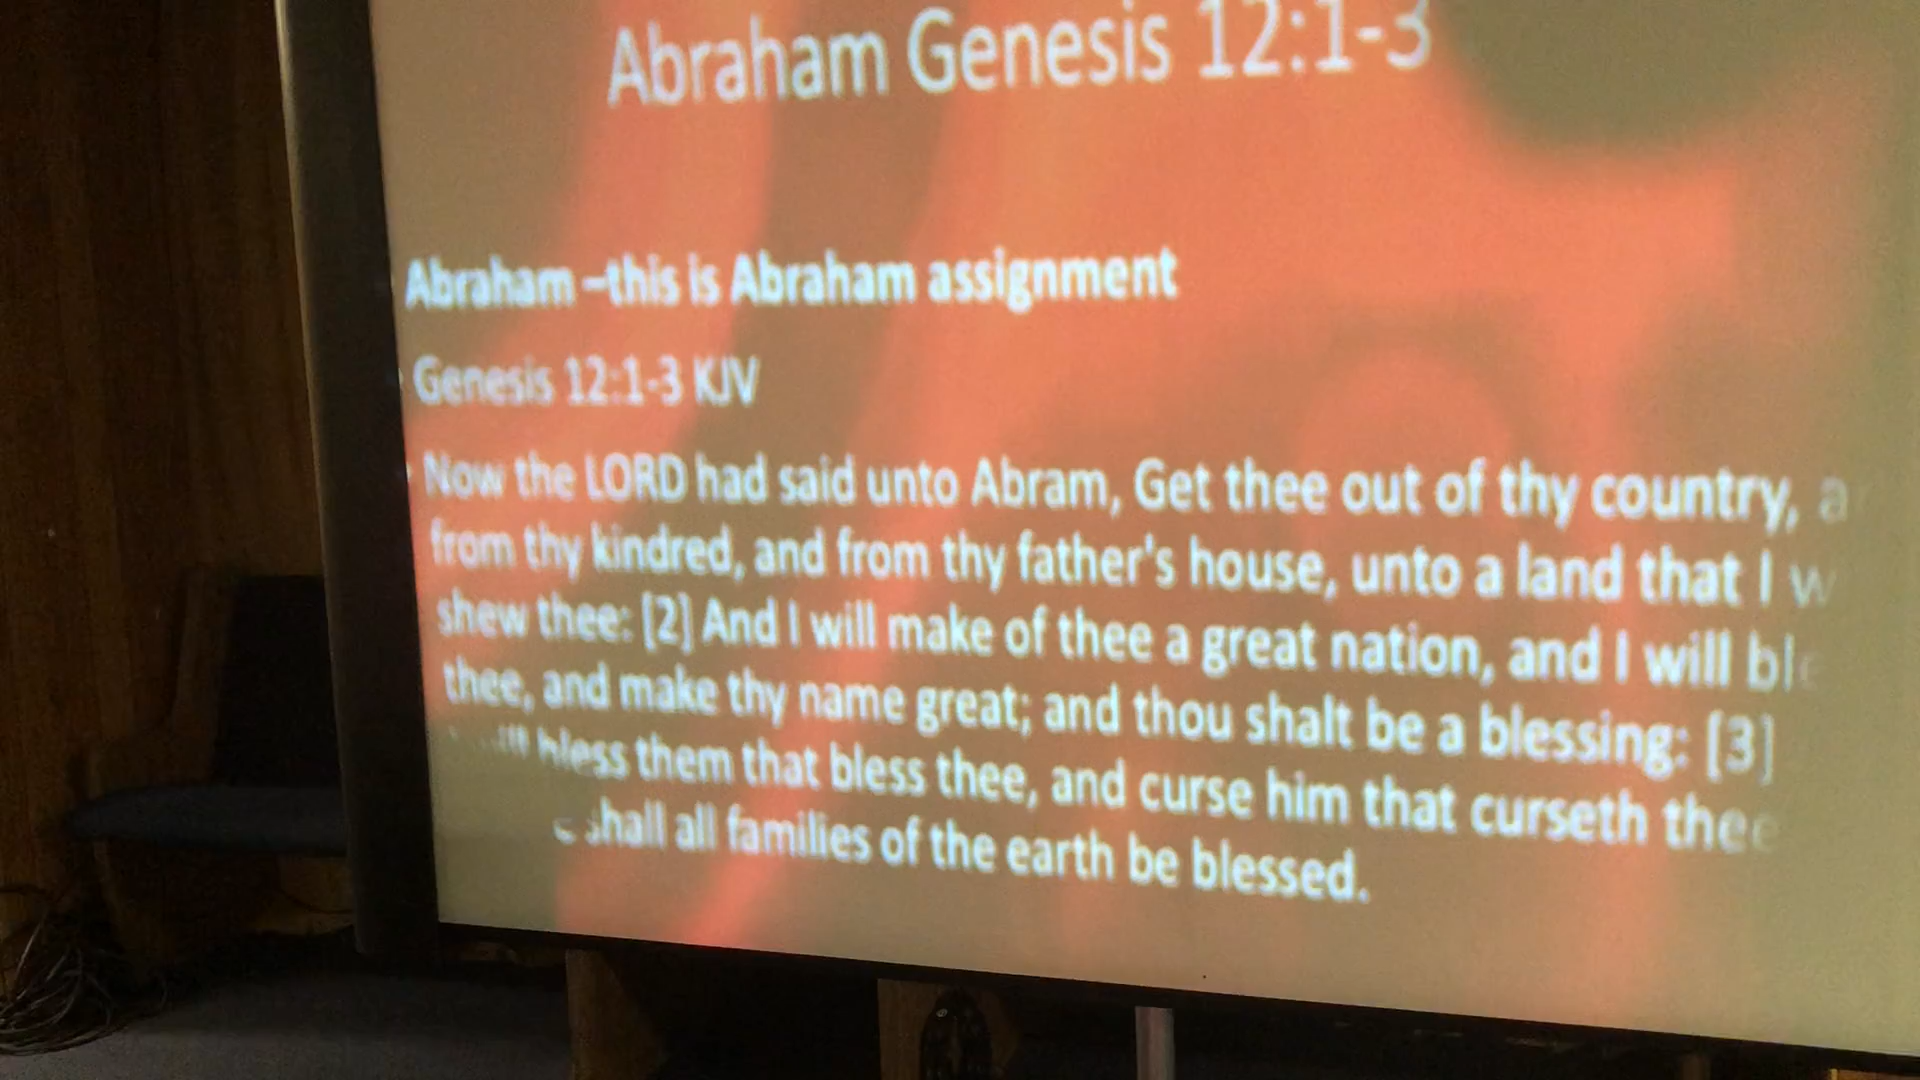 Abraham Genesis 12:1-3
Abraham –this is Abraham assignment
Genesis 12:1-3 KJV
Now the LORD had said unto Abram, Get thee out of thy country,
from thy kindred, and from thy father's house, unto a land that I
shew thee: [2] And I will make of thee a great nation, and I will
thee, and make thy name great; and thou shalt be a blessing: [3]
bless them that bless thee, and curse him that curseth thee
shall all families of the earth be blessed.